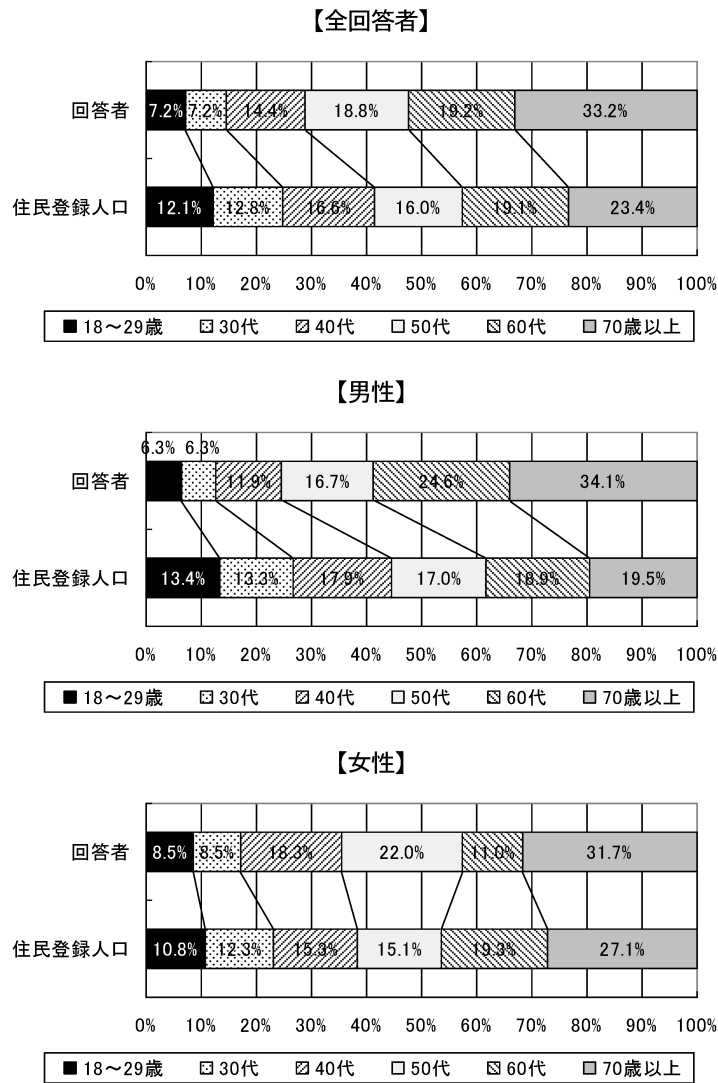 【全回答者】
回答者 7.2% 7.2% 14.4% 18.8% 19.2% 33.2%
住民登録人口 12.1% 12.8% 16.6% 16.0% 19.1% 23.4%
0% 10% 20% 30% 40% 50% 60% 70% 80% 90% 100%
18～29歳 30代 40代 50代 60代 70歳以上
【男性】
6.3% 6.3%
回答者 11.9% 16.7% 24.6% 34.1%
住民登録人口 13.4% 13.3% 17.9% 17.0% 18.9% 19.5%
0% 10% 20% 30% 40% 50% 60% 70% 80% 90% 100%
18～29歳 30代 40代 50代 60代 70歳以上
【女性】
回答者 8.5% 8.5% 18.3% 22.0% 11.0% 31.7%
住民登録人口 10.8% 12.3% 15.3% 15.1% 19.3% 27.1%
0% 10% 20% 30% 40% 50% 60% 70% 80% 90% 100%
18～29歳 30代 40代 50代 60代 70歳以上